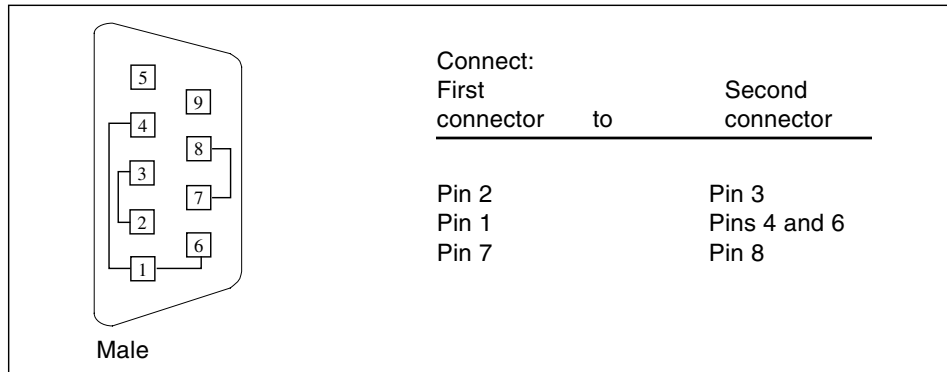 5
9
4
8
3
7
2
6
1
Male
Connect:
First Second
connector to connector
Pin 2 Pin 3
Pin 1 Pins 4 and 6
Pin 7 Pin 8